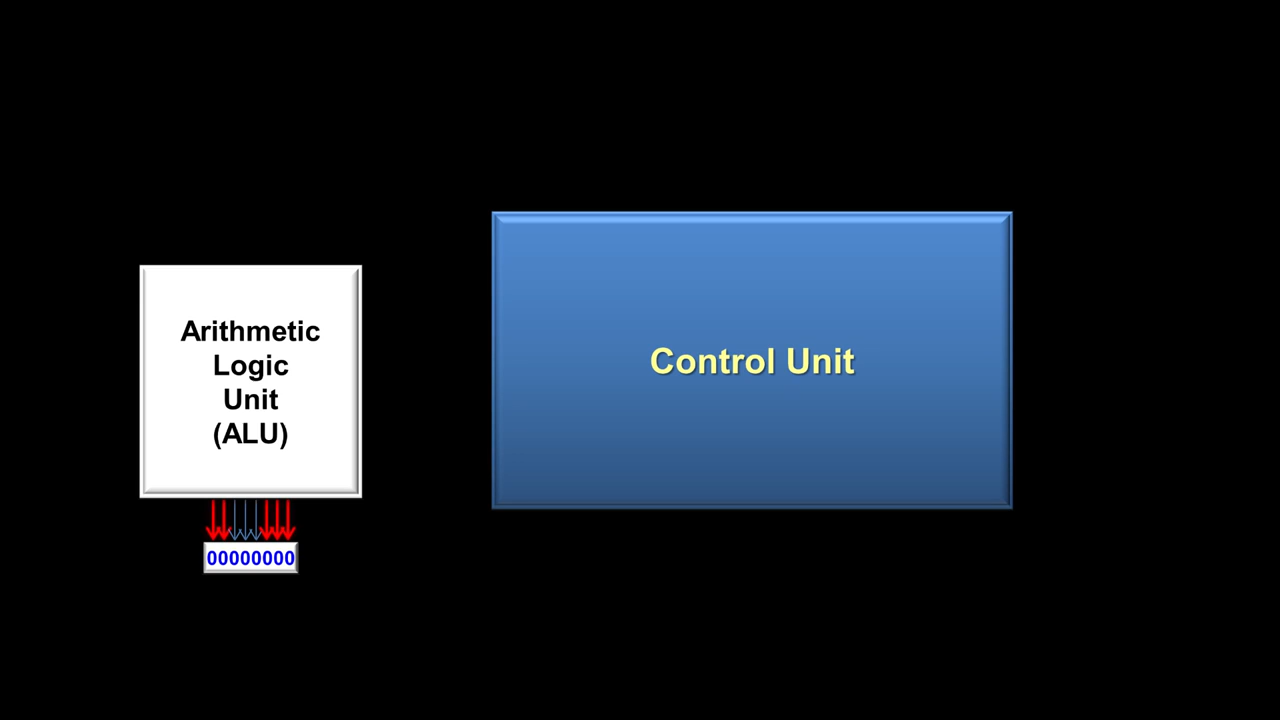 Arithmetic
Logic
Unit
(ALU)
Control Unit
00000000